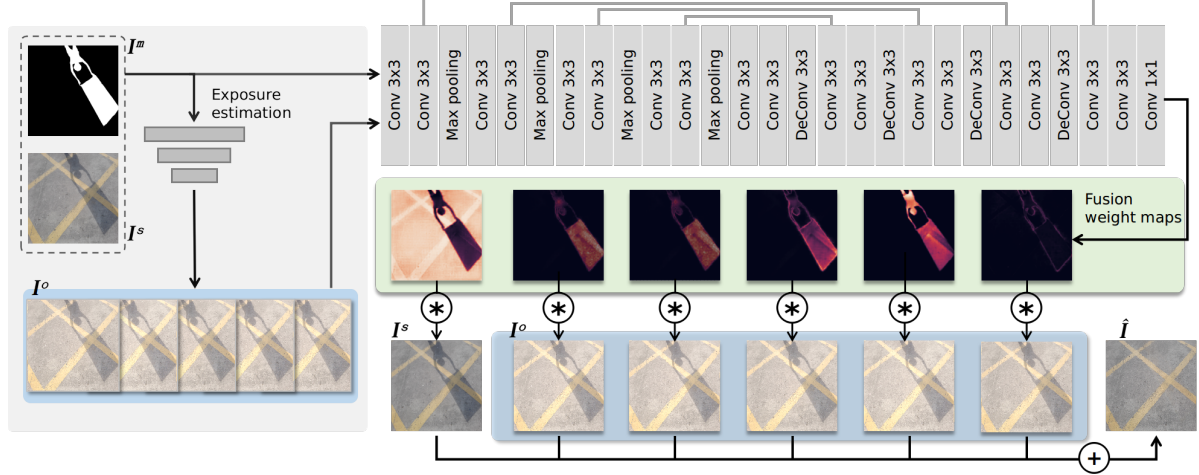 I^m
I^s
Exposure
estimation
I^o
Conv 3x3
Conv 3x3
Max pooling
Conv 3x3
Conv 3x3
Max pooling
Conv 3x3
Conv 3x3
Max pooling
Conv 3x3
Conv 3x3
Max pooling
Conv 3x3
Conv 3x3
DeConv 3x3
Conv 3x3
Conv 3x3
DeConv 3x3
Conv 3x3
Conv 3x3
DeConv 3x3
Conv 3x3
Conv 3x3
DeConv 3x3
Conv 3x3
Conv 3x3
Conv 1x1
Fusion
weight maps
I^s
I^o
Î